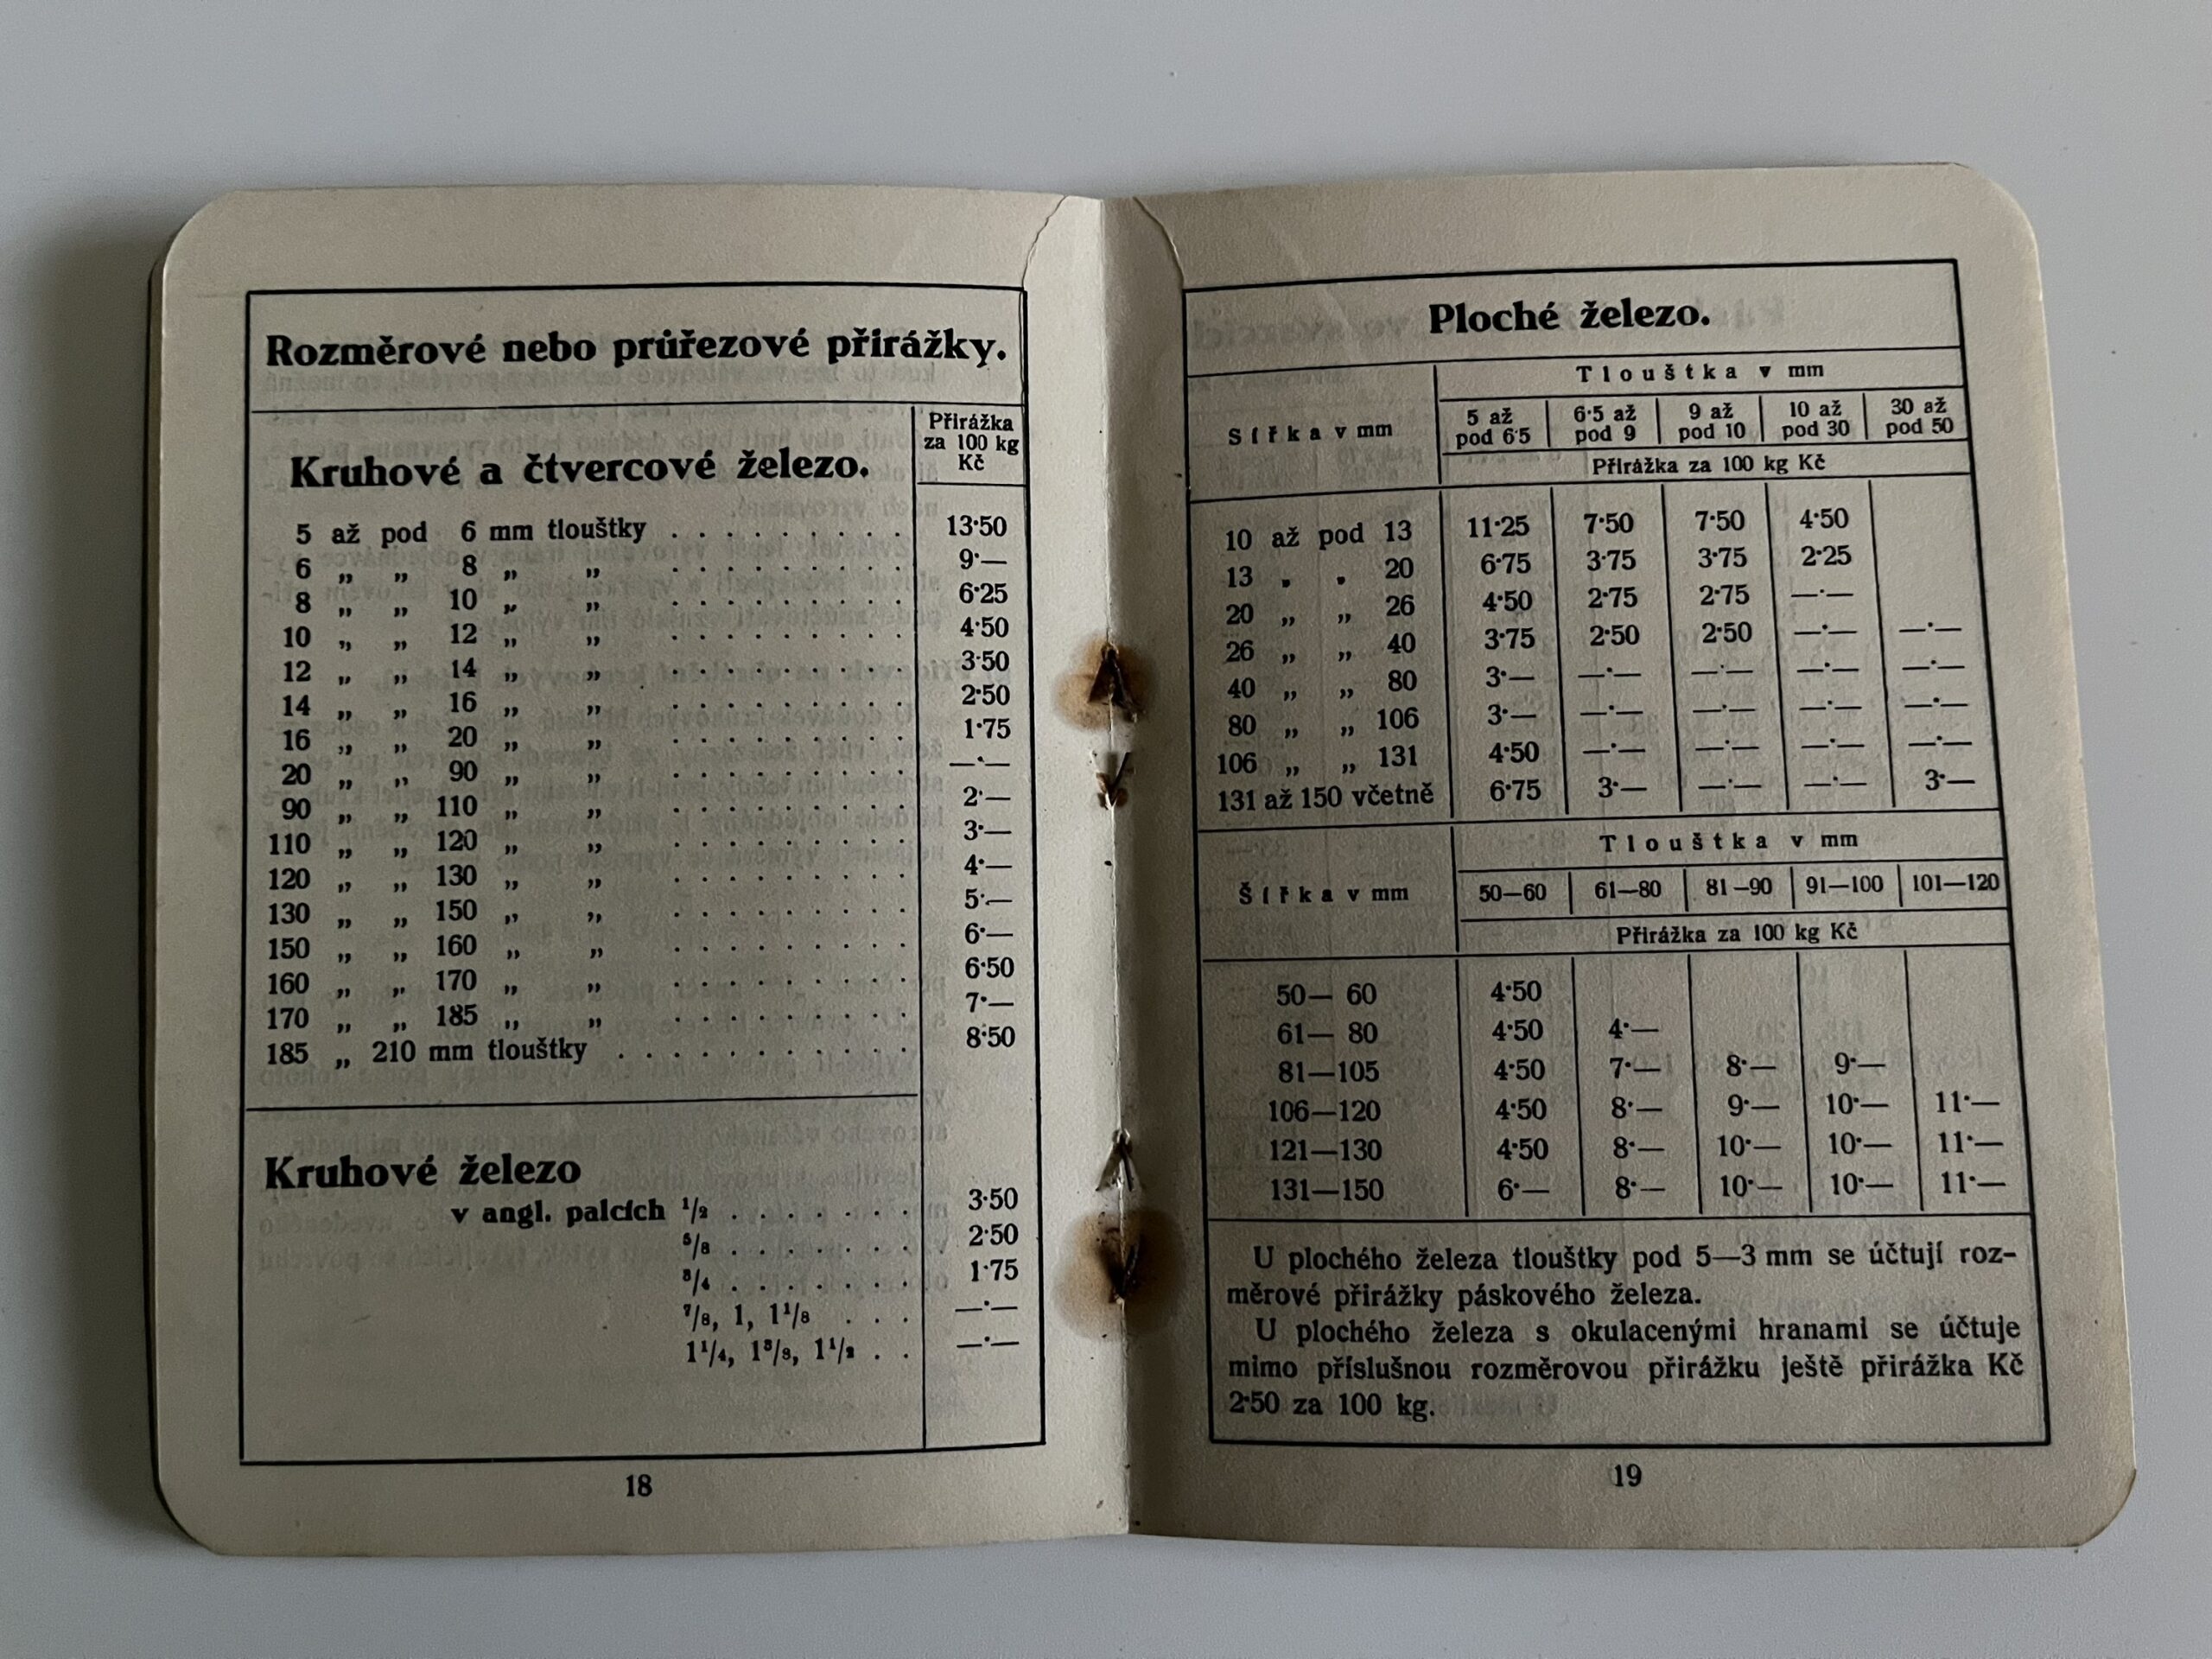 Rozměrové nebo průřezové přirážky.
Kruhové a čtvercové železo.
Přirážka
za 100 kg
Kč
5 až pod 6 mm tloušťky . . . . . . . . . 13·50
6 „ „ 8 „ „ . . . . . . . . . 9·—
8 „ „ 10 „ „ . . . . . . . . . 6·25
10 „ „ 12 „ „ . . . . . . . . . 4·50
12 „ „ 14 „ „ . . . . . . . . . 3·50
14 „ „ 16 „ „ . . . . . . . . . 2·50
16 „ „ 20 „ „ . . . . . . . . . 1·75
20 „ „ 90 „ „ . . . . . . . . . —·—
90 „ „ 110 „ „ . . . . . . . . . 2·—
110 „ „ 120 „ „ . . . . . . . . . 3·—
120 „ „ 130 „ „ . . . . . . . . . 4·—
130 „ „ 150 „ „ . . . . . . . . . 5·—
150 „ „ 160 „ „ . . . . . . . . . 6·—
160 „ „ 170 „ „ . . . . . . . . . 6·50
170 „ „ 185 „ „ . . . . . . . . . 7·—
185 „ 210 mm tloušťky . . . . . . . . . . . 8·50
Kruhové železo
v angl. palcích 1/2 . . . . . . . 3·50
5/8 . . . . . . . 2·50
3/4 . . . . . . . 1·75
7/8, 1, 1 1/8 . . . —·—
1 1/4, 1 3/8, 1 1/2 . . —·—
18
Ploché železo.
Šířka v mm
Tloušťka v mm
5 až pod 6·5 6·5 až pod 9 9 až pod 10 10 až pod 30 30 až pod 50
Přirážka za 100 kg Kč
10 až pod 13 11·25 7·50 7·50 4·50
13 „ „ 20 6·75 3·75 3·75 2·25
20 „ „ 26 4·50 2·75 2·75 —·—
26 „ „ 40 3·75 2·50 2·50 —·— —·—
40 „ „ 80 3·— —·— —·— —·— —·—
80 „ „ 106 3·— —·— —·— —·— —·—
106 „ „ 131 4·50 —·— —·— —·— —·—
131 až 150 včetně 6·75 3·— —·— —·— 3·—
Šířka v mm
Tloušťka v mm
50—60 61—80 81—90 91—100 101—120
Přirážka za 100 kg Kč
50— 60 4·50
61— 80 4·50 4·—
81—105 4·50 7·— 8·— 9·—
106—120 4·50 8·— 9·— 10·— 11·—
121—130 4·50 8·— 10·— 10·— 11·—
131—150 6·— 8·— 10·— 10·— 11·—
U plochého železa tloušťky pod 5—3 mm se účtují roz-
měrové přirážky páskového železa.
U plochého železa s okulacenými hranami se účtuje
mimo příslušnou rozměrovou přirážku ještě přirážka Kč
2·50 za 100 kg.
19